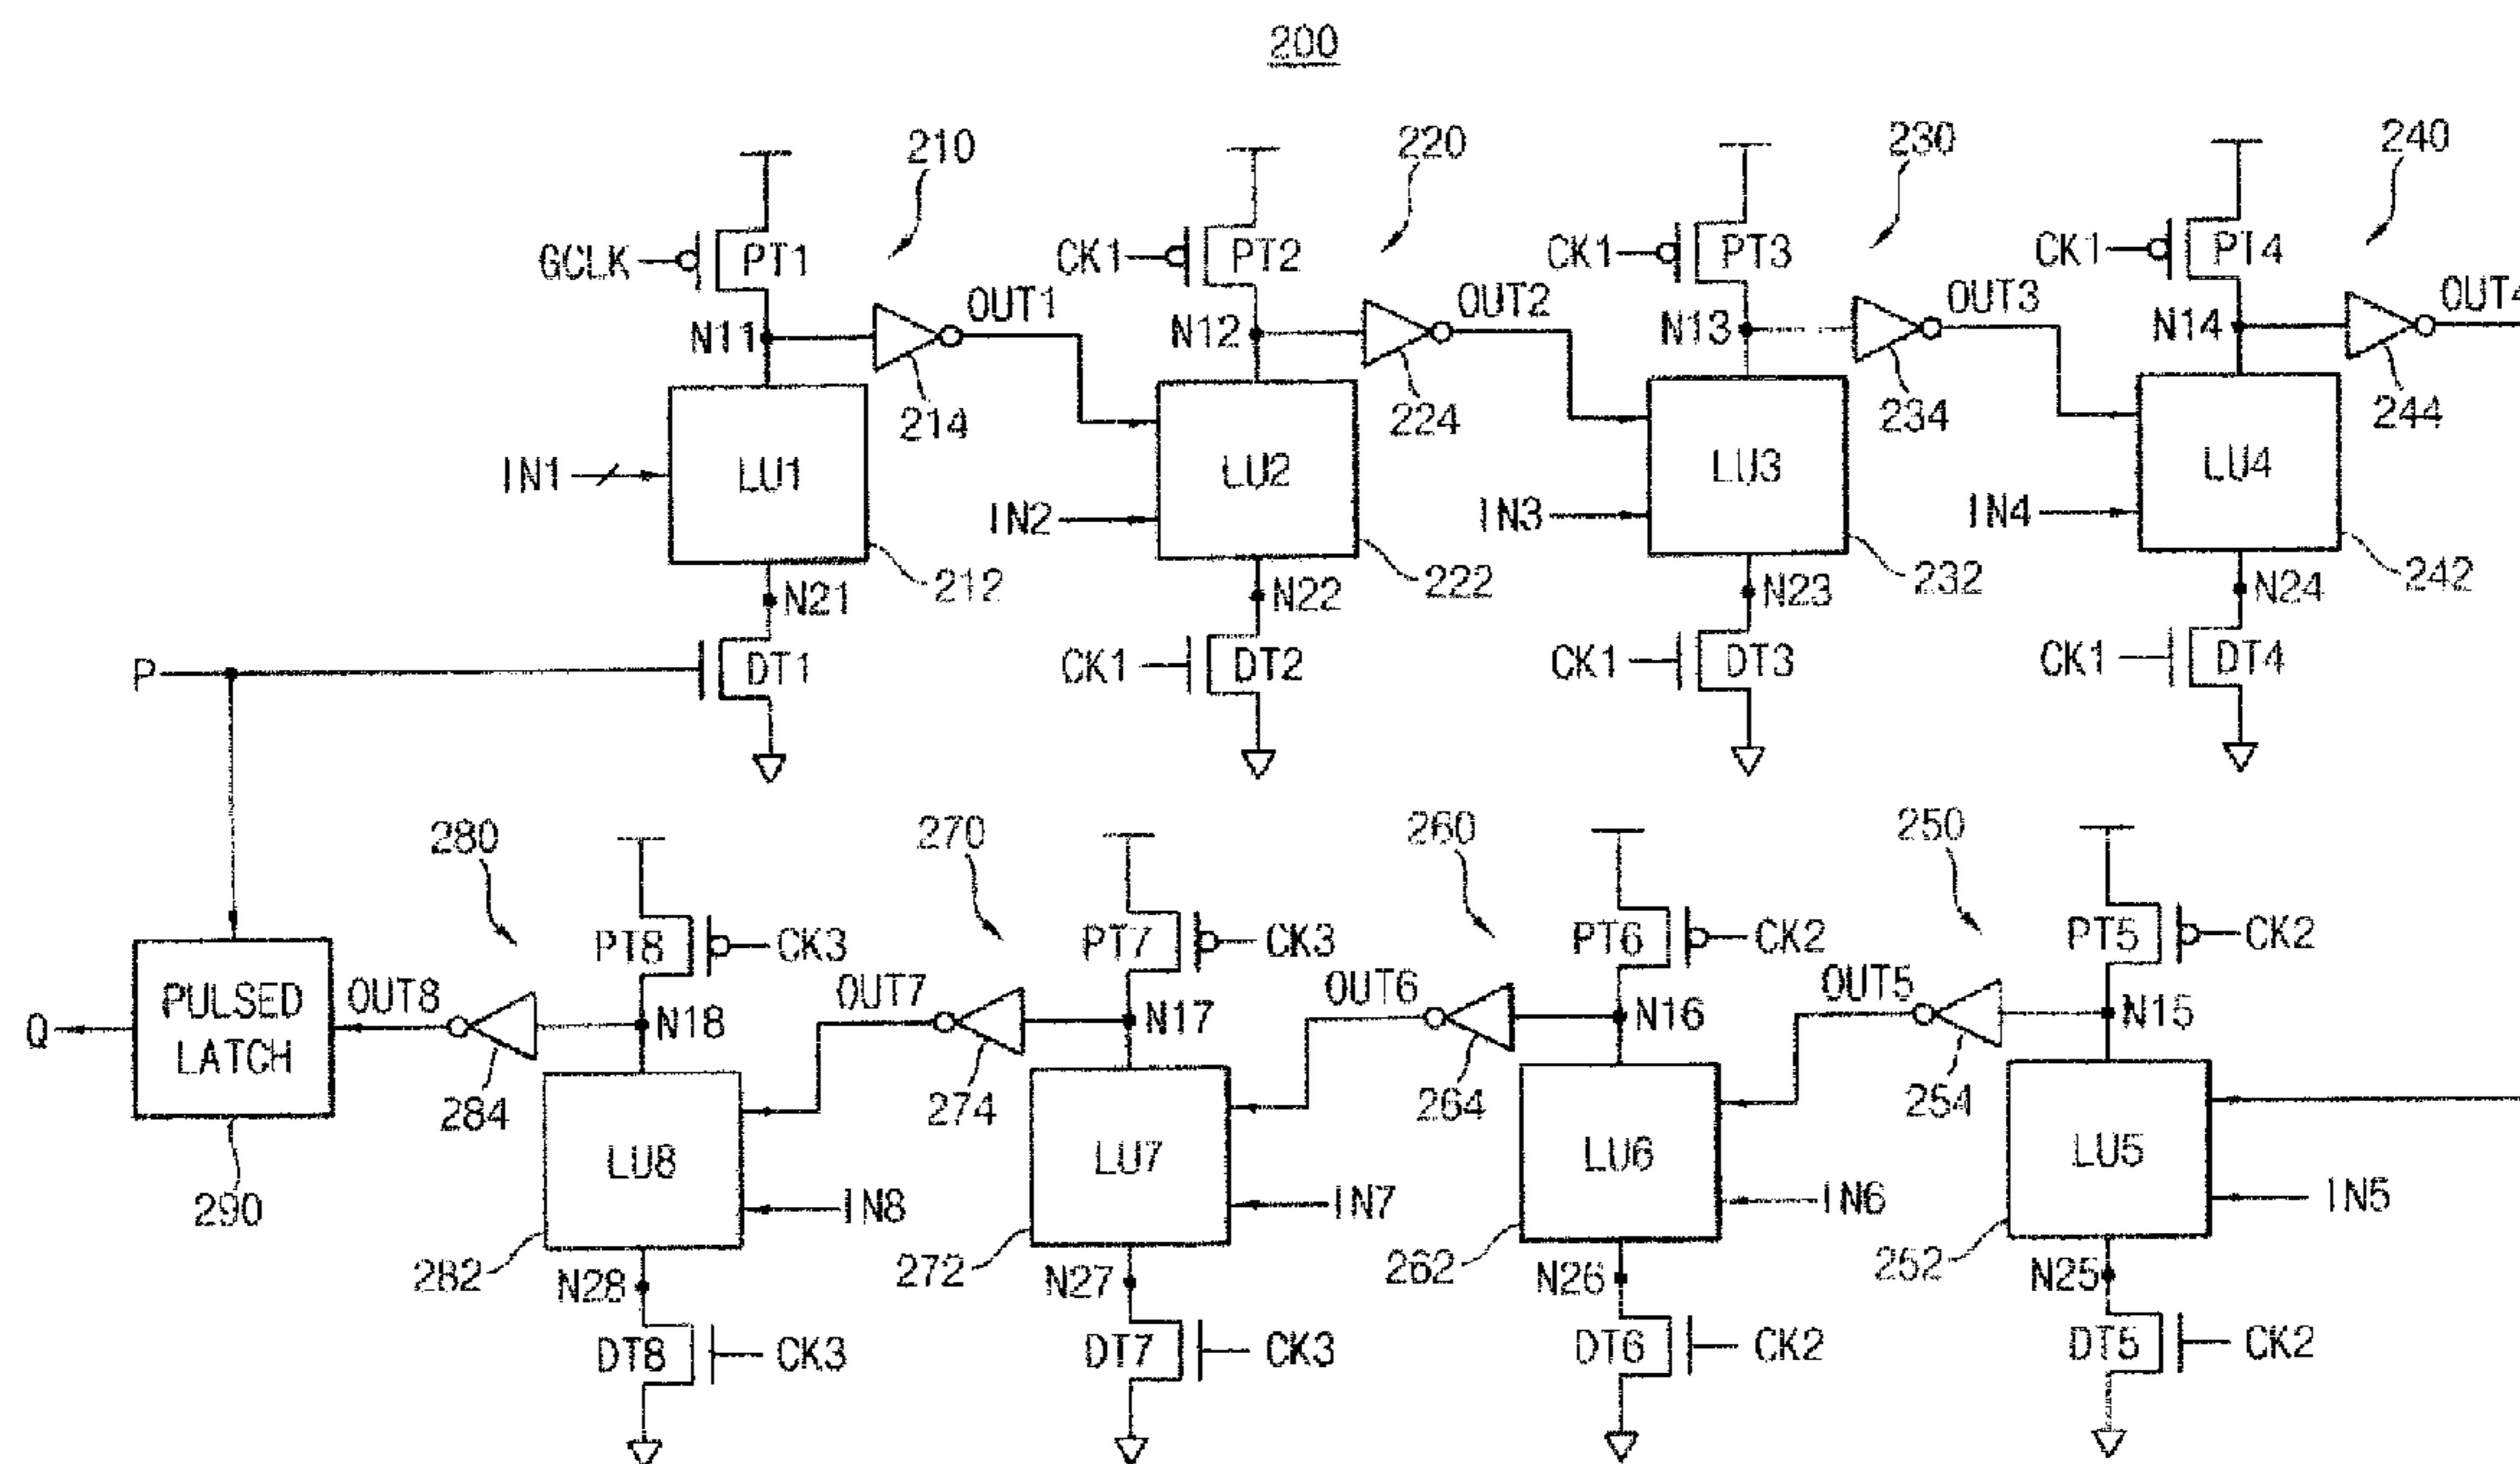 200
210
220
230
240
GCLK
PT1
CK1
PT2
CK1
PT3
CK1
PT4
N11
OUT1
N12
OUT2
N13
OUT3
N14
OUT4
214
224
234
244
IN1
LU1
IN2
LU2
IN3
LU3
IN4
LU4
212
222
232
242
N21
N22
N23
N24
P
DT1
CK1
DT2
CK1
DT3
CK1
DT4
280
270
260
250
PT8
CK3
PT7
CK3
PT6
CK2
PT5
CK2
Q
PULSED
LATCH
OUT8
N18
OUT7
N17
OUT6
N16
OUT5
N15
284
274
264
254
LU8
LU7
LU6
LU5
290
IN8
IN7
IN6
IN5
282
272
262
252
N28
N27
N26
N25
DT8
CK3
DT7
CK3
DT6
CK2
DT5
CK2